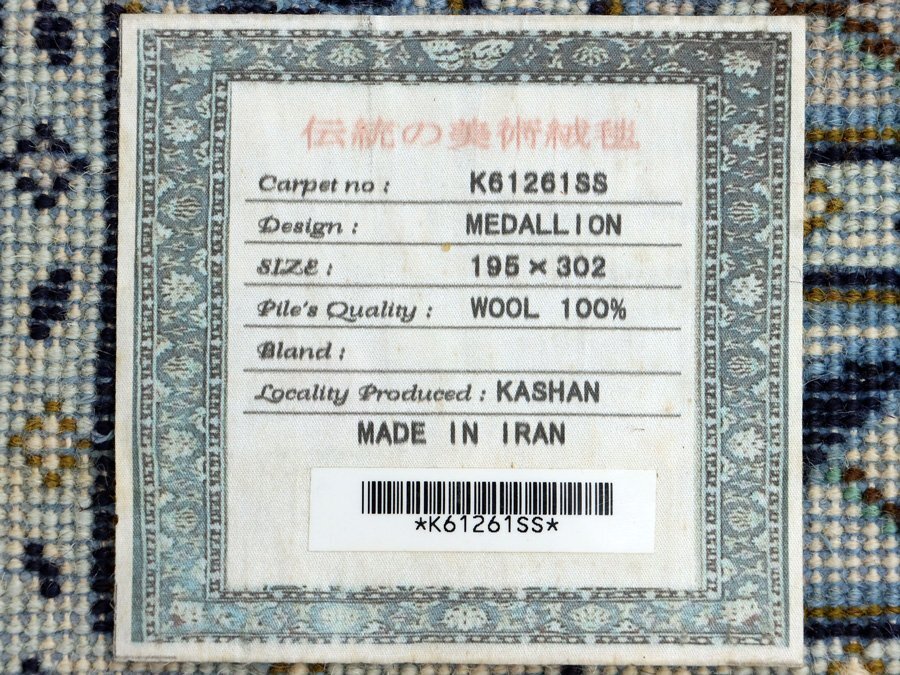 伝統の美術絨毯
Carpet no : K61261SS
Design : MEDALLION
SIZE : 195 × 302
Pile's Quality : WOOL 100%
Bland :
Locality Produced : KASHAN
MADE IN IRAN
*K61261SS*